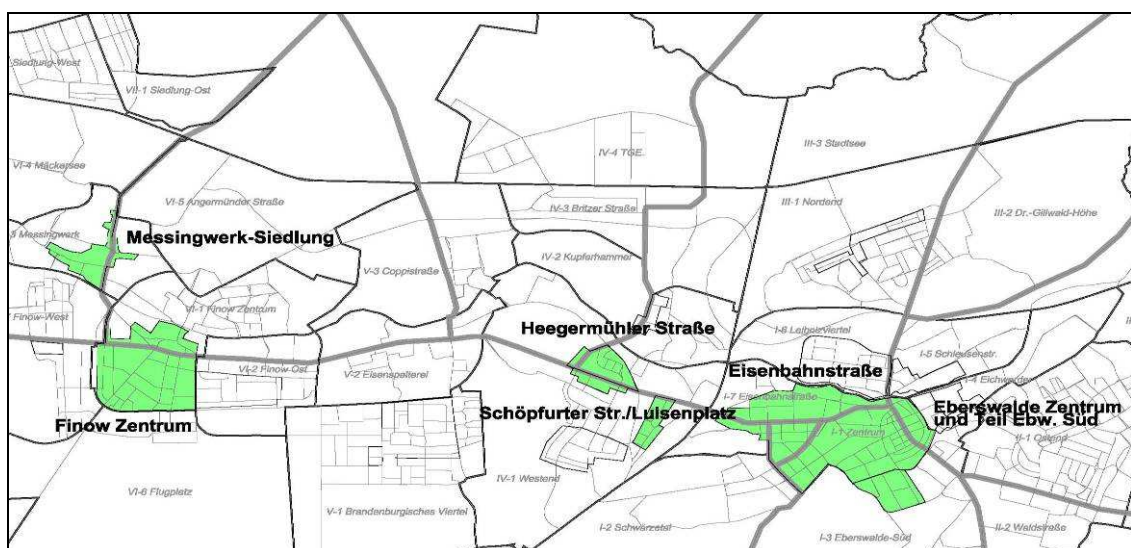 Siedlung-West
VII-1 Siedlung-Ost
VI-4 Mäckersee
IV-4 TGE.
III-3 Stadtsee
VI-5 Angermünder Straße
IV-3 Britzer Straße
III-1 Nordend
III-2 Dr.-Gillwald-Höhe
Messingwerk
Messingwerk-Siedlung
IV-2 Kupferhammer
V-3 Coppistraße
Finow-West
VI-1 Finow Zentrum
Heegermühler Straße
I-6 Leibnizviertel
I-5 Schleusenstr.
VI-2 Finow-Ost
V-2 Eisenspalterei
Eisenbahnstraße
I-4 Eichwerder
I-7 Eisenbahnstraße
Schöpfurter Str./Luisenplatz
Eberswalde Zentrum
und Teil Ebw. Süd
Finow Zentrum
I-1 Zentrum
II-1 Ostend
VI-6 Flugplatz
IV-1 Westend
V-1 Brandenburgisches Viertel
I-2 Schwärzetal
II-2 Waldstraße
I-3 Eberswalde-Süd